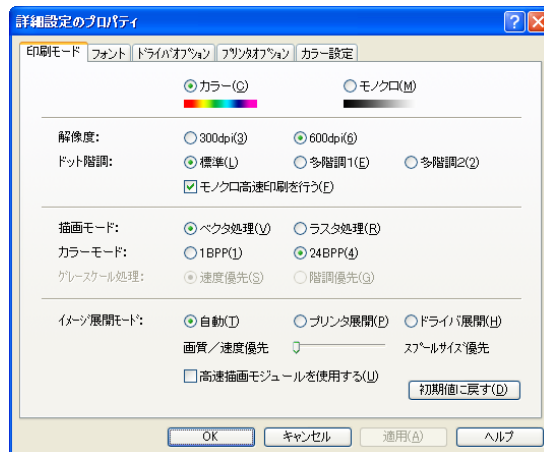 詳細設定のプロパティ
印刷モード フォント ドライバオプション プリンタオプション カラー設定
カラー(C) モノクロ(M)
解像度: 300dpi(3) 600dpi(6)
ドット階調: 標準(L) 多階調1(E) 多階調2(2)
モノクロ高速印刷を行う(F)
描画モード: ベクタ処理(V) ラスタ処理(R)
カラーモード: 1BPP(1) 24BPP(4)
グレースケール処理: 速度優先(S) 階調優先(G)
イメージ展開モード: 自動(T) プリンタ展開(P) ドライバ展開(H)
画質／速度優先 スプールサイズ優先
高速描画モジュールを使用する(U)
初期値に戻す(D)
OK キャンセル 適用(A) ヘルプ